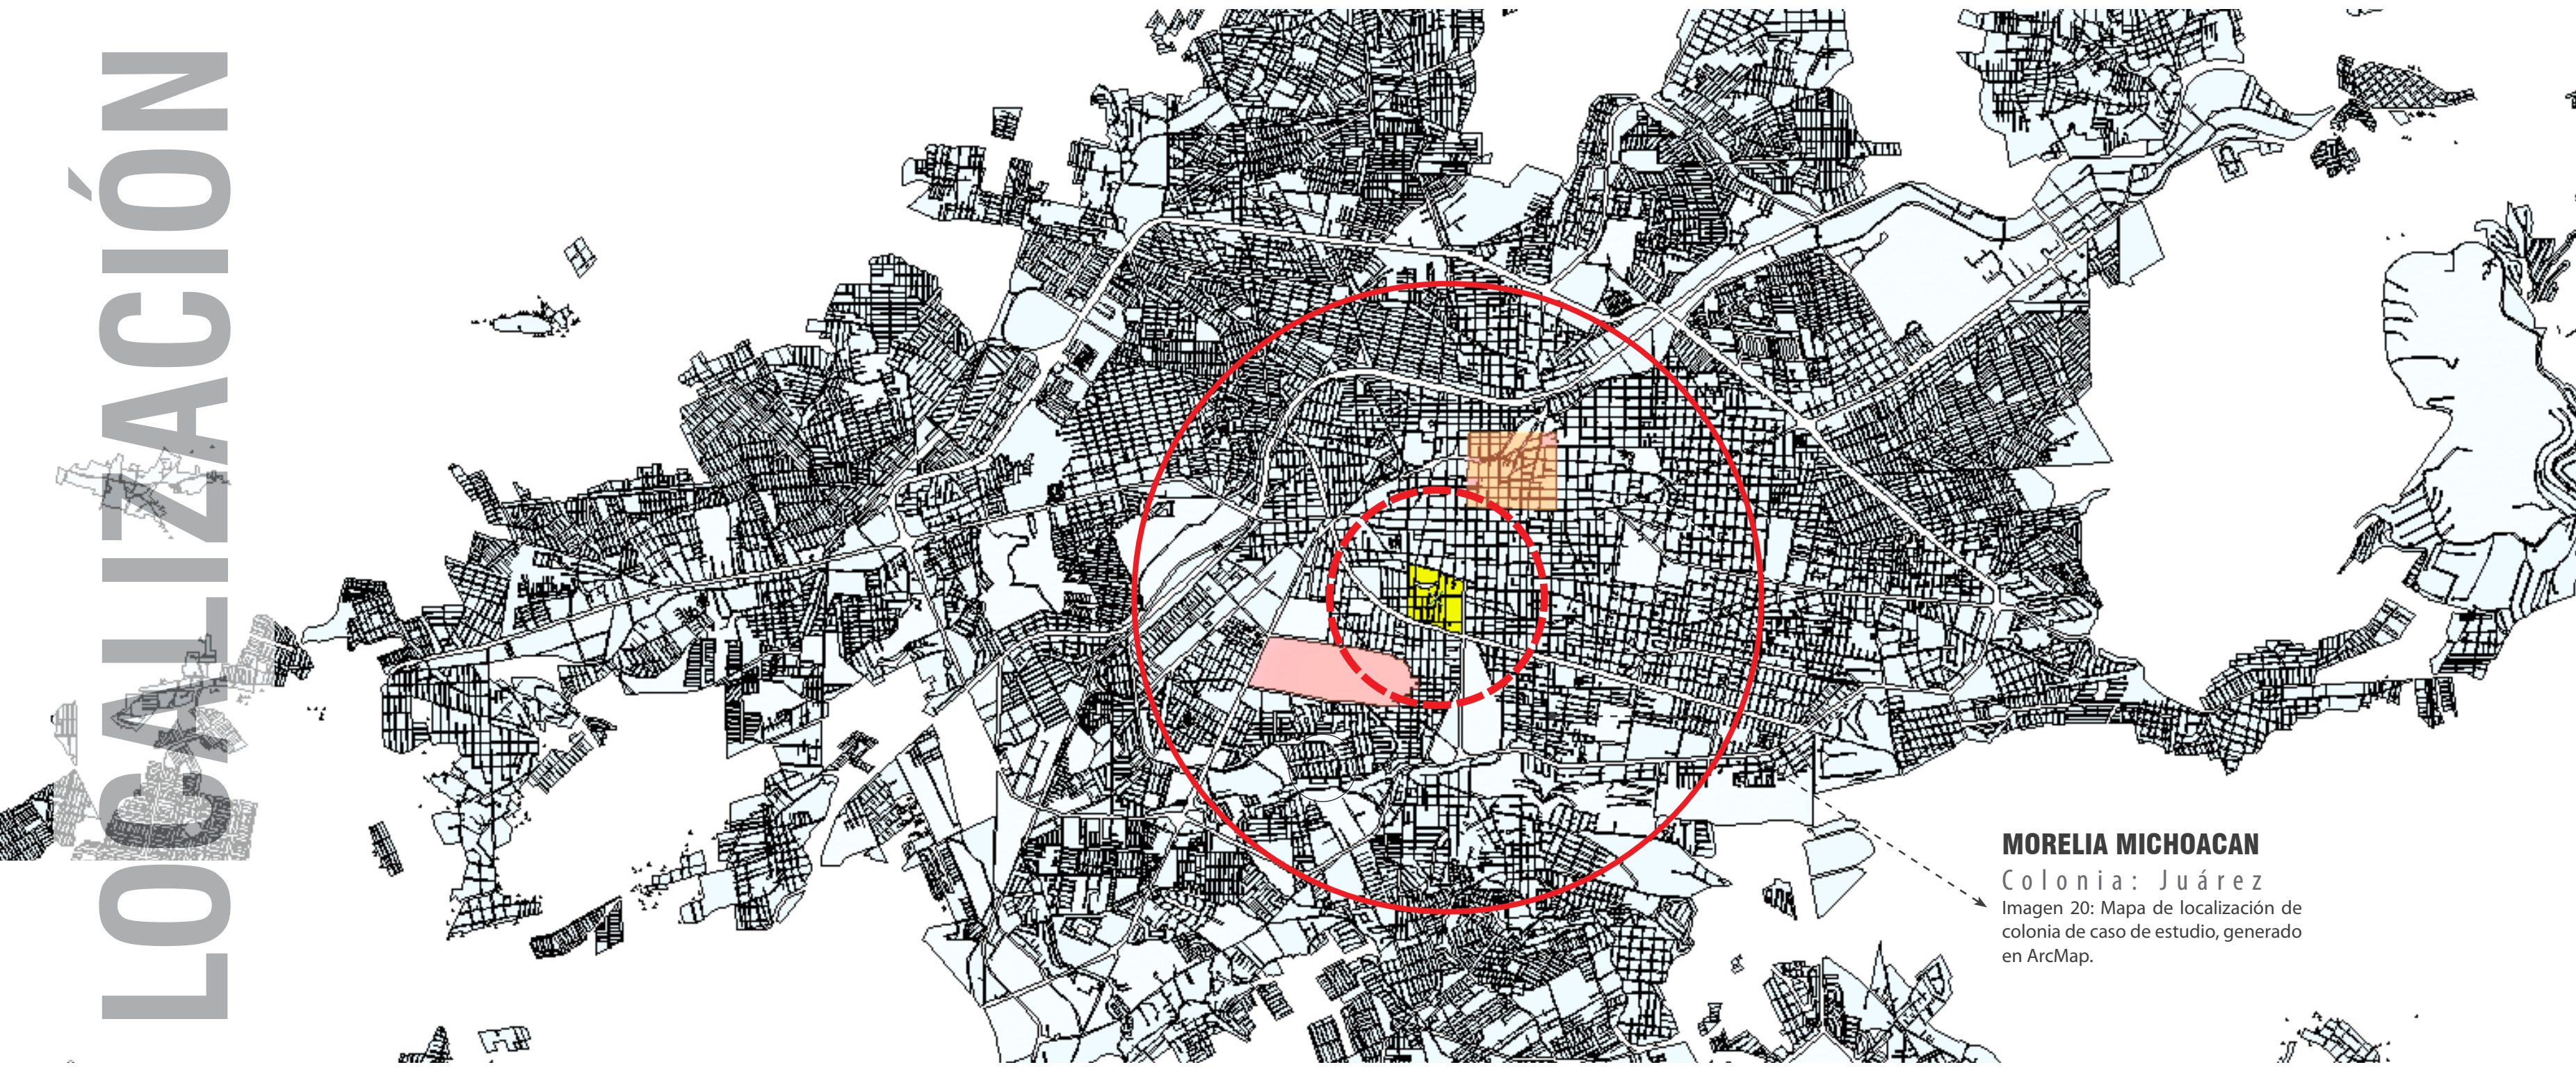 LOCALIZACIÓN
MORELIA MICHOACAN
Colonia: Juárez
Imagen 20: Mapa de localización de
colonia de caso de estudio, generado
en ArcMap.